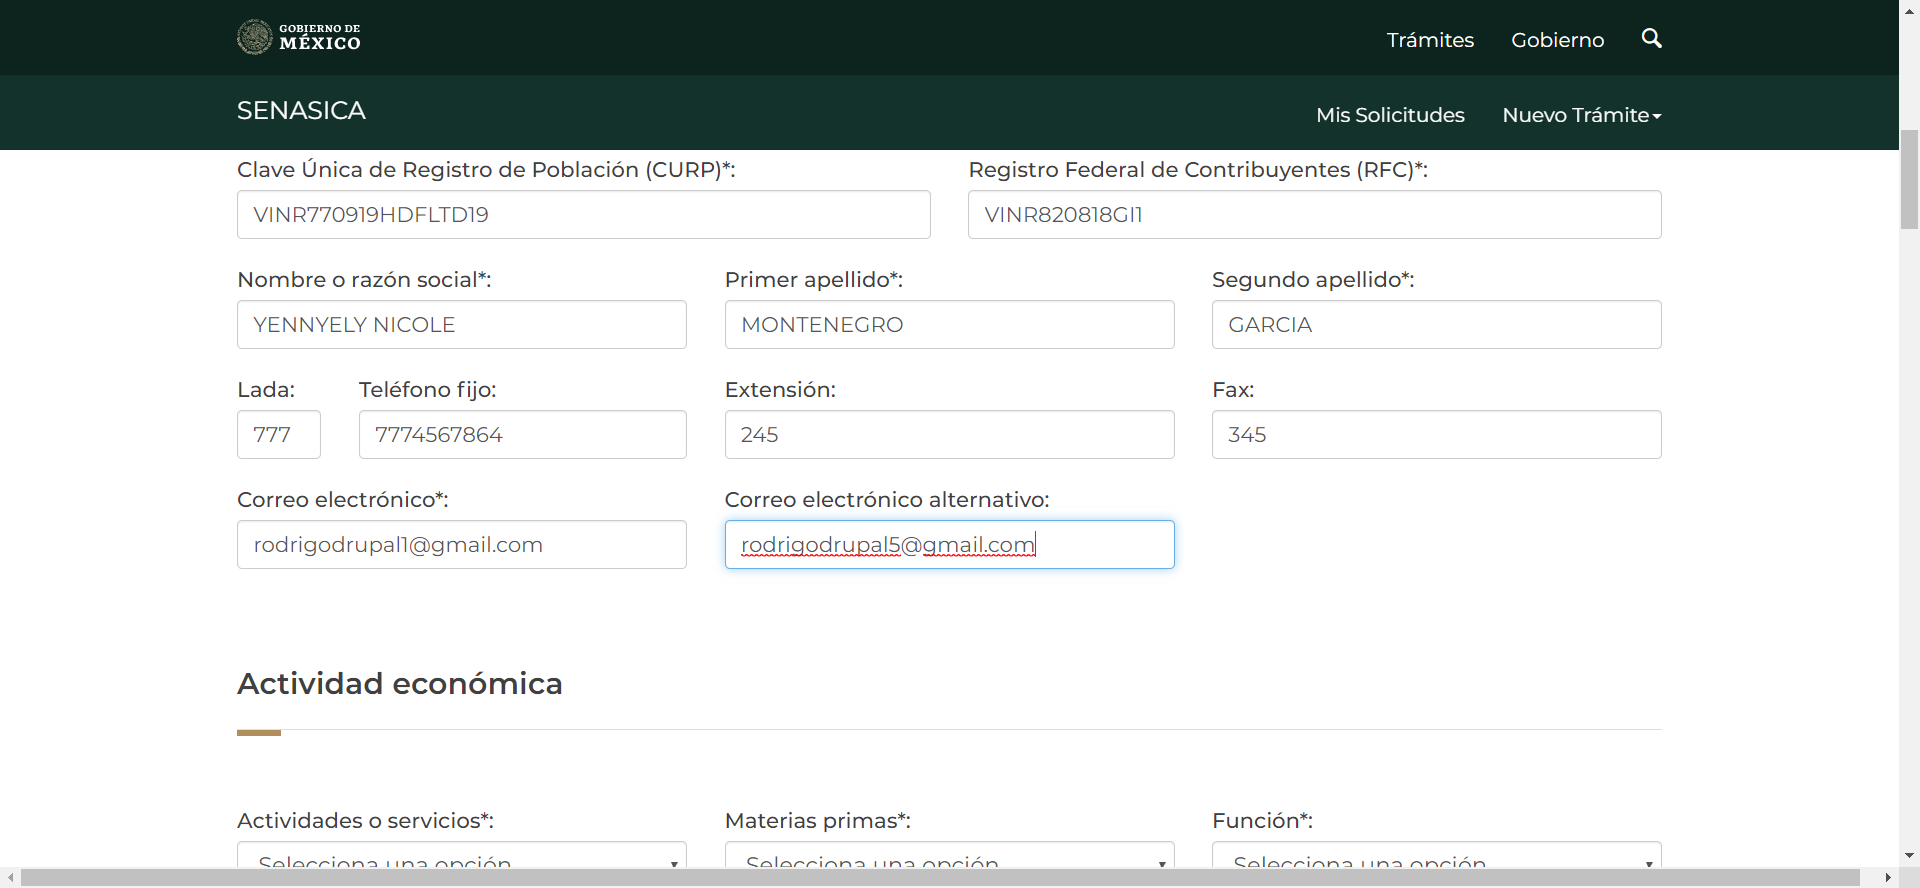 GOBIERNO DE
MÉXICO
Trámites
Gobierno
SENASICA
Mis Solicitudes
Nuevo Trámite
Clave Única de Registro de Población (CURP)*:
Registro Federal de Contribuyentes (RFC)*:
VINR770919HDFLTD19
VINR820818GI1
Nombre o razón social*:
Primer apellido*:
Segundo apellido*:
YENNYELY NICOLE
MONTENEGRO
GARCIA
Lada:
Teléfono fijo:
Extensión:
Fax:
777
7774567864
245
345
Correo electrónico*:
Correo electrónico alternativo:
rodrigodrupal1@gmail.com
rodrigodrupal5@gmail.com
Actividad económica
Actividades o servicios*:
Materias primas*:
Función*:
Selecciona una opción
Selecciona una opción
Selecciona una opción